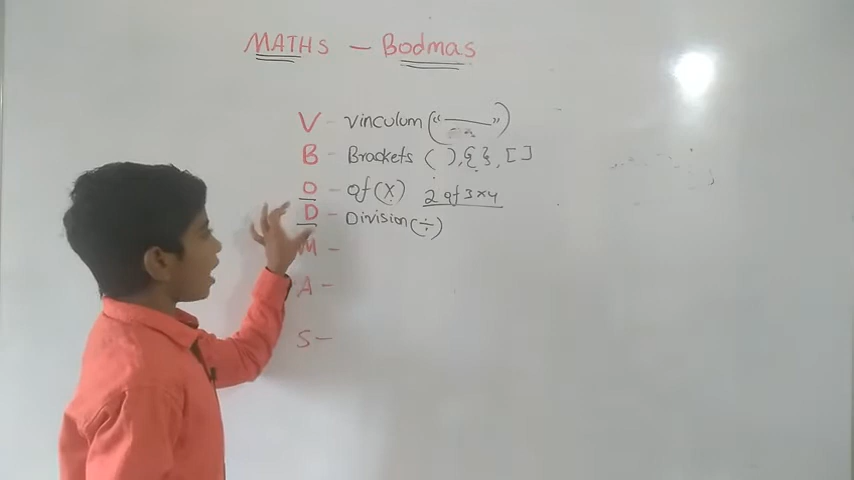 MATHS - Bodmas
V - Vinculum ("‾‾‾")
B - Brackets ( ), { }, [ ]
O - of (X) 2 of 3×4
D - Division (÷)
M -
A -
S -